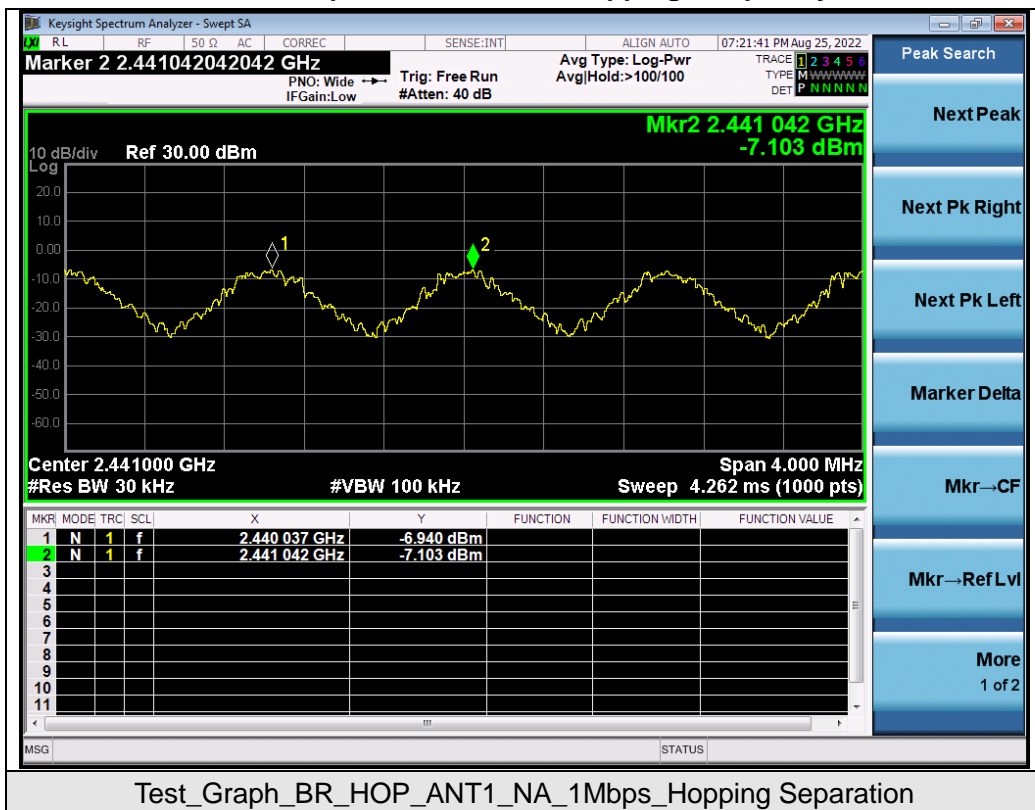 Keysight Spectrum Analyzer - Swept SA
LXI RL RF 50 Ω AC CORREC SENSE:INT ALIGN AUTO 07:21:41 PM Aug 25, 2022
Marker 2 2.441042042042 GHz
PNO: Wide
IFGain:Low
Trig: Free Run
#Atten: 40 dB
Avg Type: Log-Pwr
Avg|Hold:>100/100
TRACE 1 2 3 4 5 6
TYPE M WWWWW
DET P N N N N N
Mkr2 2.441 042 GHz
-7.103 dBm
10 dB/div Ref 30.00 dBm
Log
20.0
10.0
0.00
-10.0
-20.0
-30.0
-40.0
-50.0
-60.0
1
2
Center 2.441000 GHz Span 4.000 MHz
#Res BW 30 kHz #VBW 100 kHz Sweep 4.262 ms (1000 pts)
MKR MODE TRC SCL X Y FUNCTION FUNCTION WIDTH FUNCTION VALUE
1 N 1 f 2.440 037 GHz -6.940 dBm
2 N 1 f 2.441 042 GHz -7.103 dBm
3
4
5
6
7
8
9
10
11
MSG STATUS
Peak Search
Next Peak
Next Pk Right
Next Pk Left
Marker Delta
Mkr→CF
Mkr→Ref Lvl
More
1 of 2
Test_Graph_BR_HOP_ANT1_NA_1Mbps_Hopping Separation